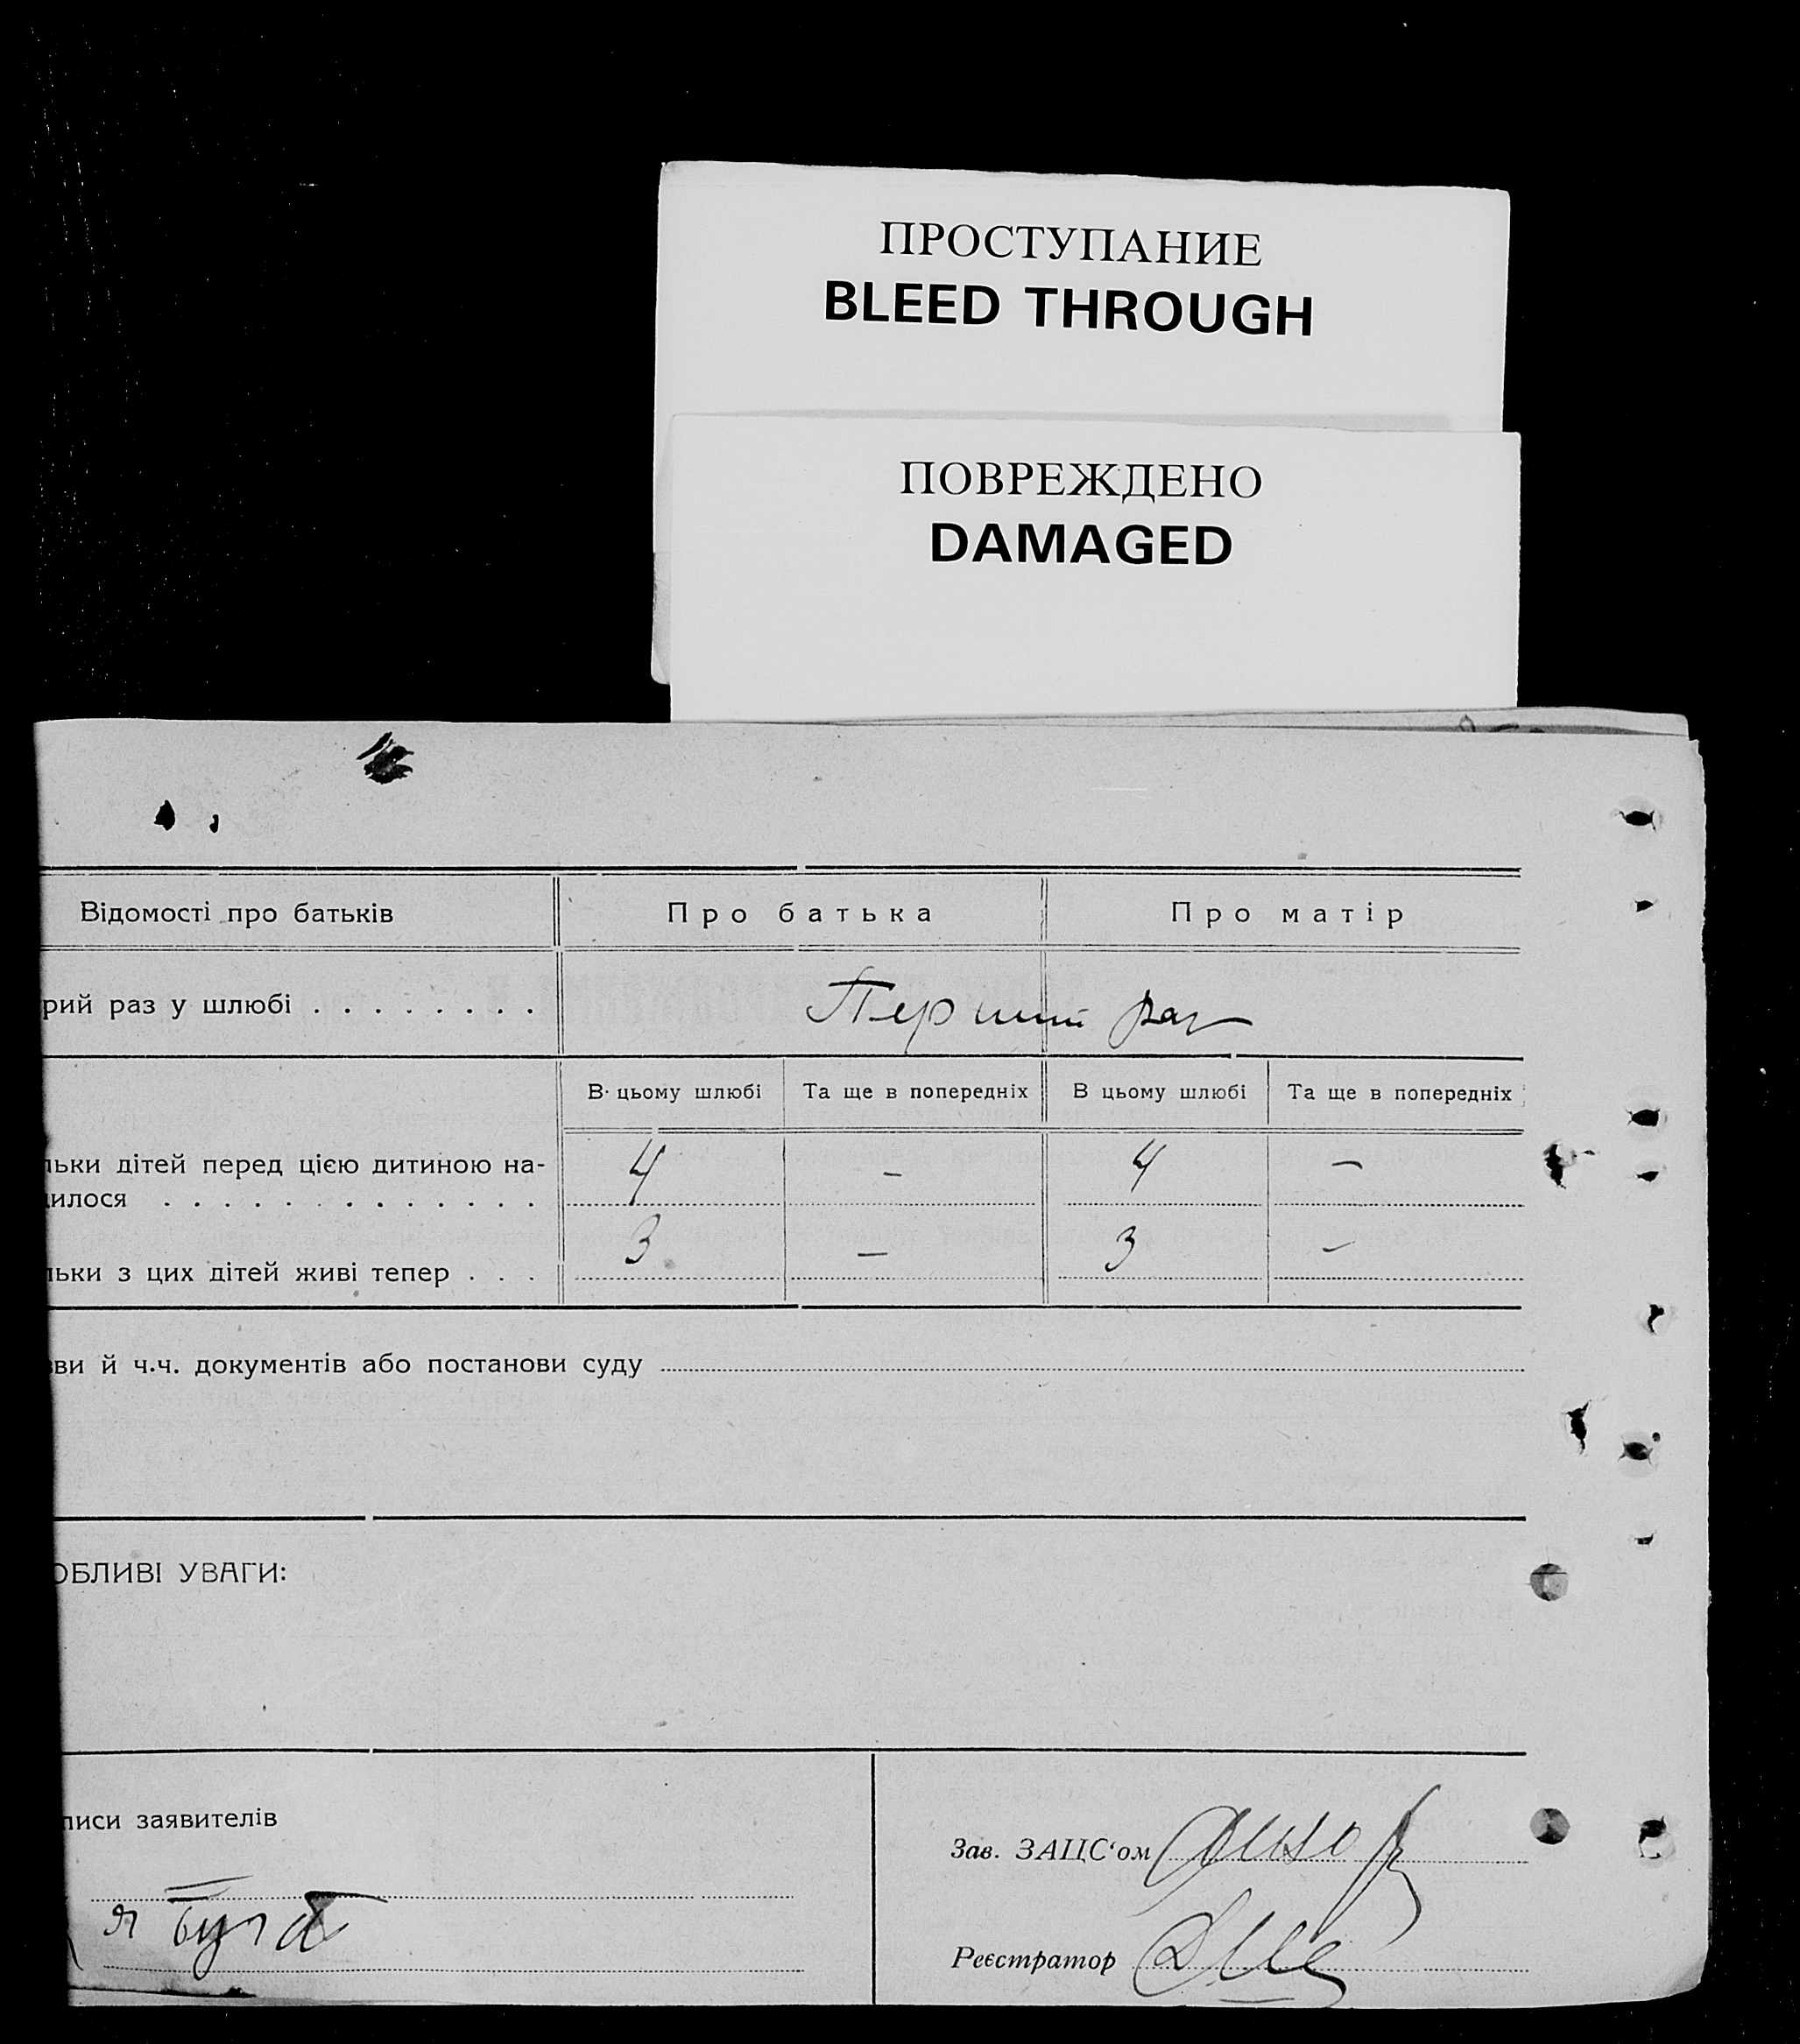 ПРОСТУПАНИЕ
BLEED THROUGH
ПОВРЕЖДЕНО
DAMAGED
Відомості про батьків Про батька Про матір
рий раз у шлюбі . . . . . . . . Перший раз
В цьому шлюбі Та ще в попередніх В цьому шлюбі Та ще в попередніх
льки дітей перед цією дитиною на-
дилося . . . . . . . . . . . . . 4 – 4 –
льки з цих дітей живі тепер . . . 3 – 3 –
зви й ч.ч. документів або постанови суду
ОБЛИВІ УВАГИ:
писи заявителів
Зав. ЗАЦС‘ом
Реєстратор